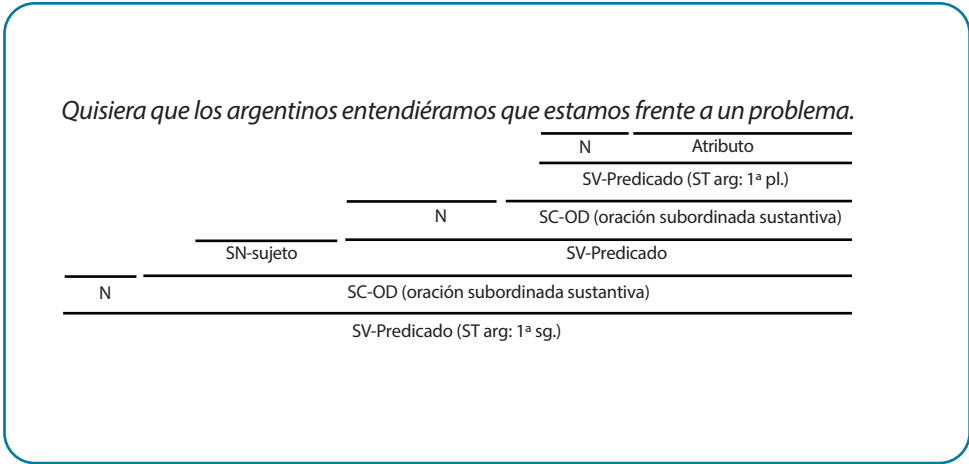 Quisiera que los argentinos entendiéramos que estamos frente a un problema.
N Atributo
SV-Predicado (ST arg: 1ª pl.)
N SC-OD (oración subordinada sustantiva)
SN-sujeto SV-Predicado
N SC-OD (oración subordinada sustantiva)
SV-Predicado (ST arg: 1ª sg.)